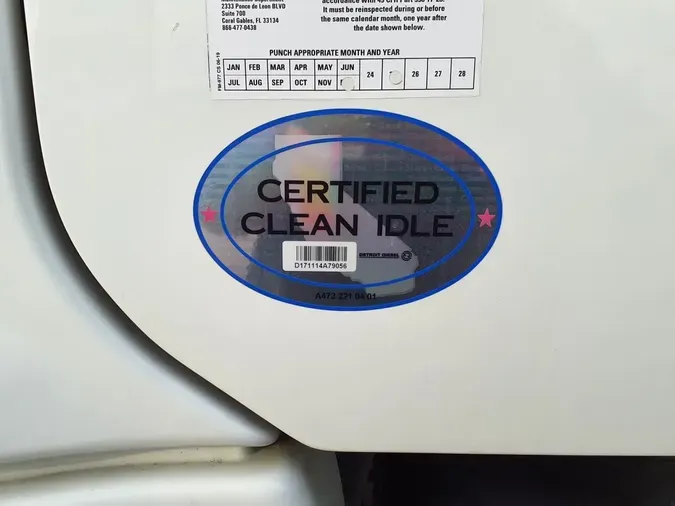 2333 Ponce de Leon BLVD
Suite 700
Coral Gables, FL 33134
866-477-0438
It must be reinspected during or before
the same calendar month, one year after
the date shown below.
PUNCH APPROPRIATE MONTH AND YEAR
JAN FEB MAR APR MAY JUN 24 26 27 28
JUL AUG SEP OCT NOV
CERTIFIED
CLEAN IDLE
D171114A79056
DETROIT DIESEL
A472 271 04 01